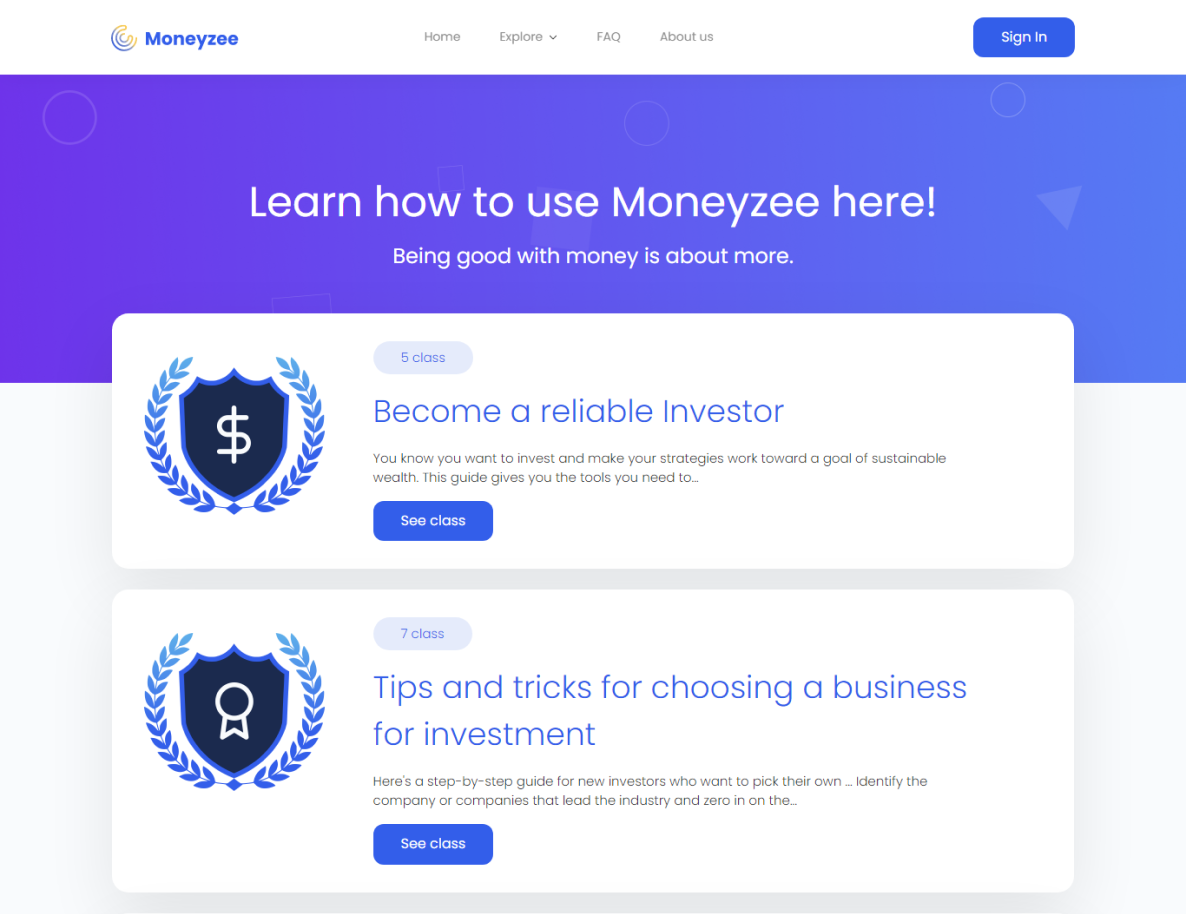 Moneyzee
Home
Explore
FAQ
About us
Sign In
Learn how to use Moneyzee here!
Being good with money is about more.
5 class
Become a reliable Investor
You know you want to invest and make your strategies work toward a goal of sustainable
wealth. This guide gives you the tools you need to...
See class
7 class
Tips and tricks for choosing a business
for investment
Here's a step-by-step guide for new investors who want to pick their own ... Identify the
company or companies that lead the industry and zero in on the...
See class